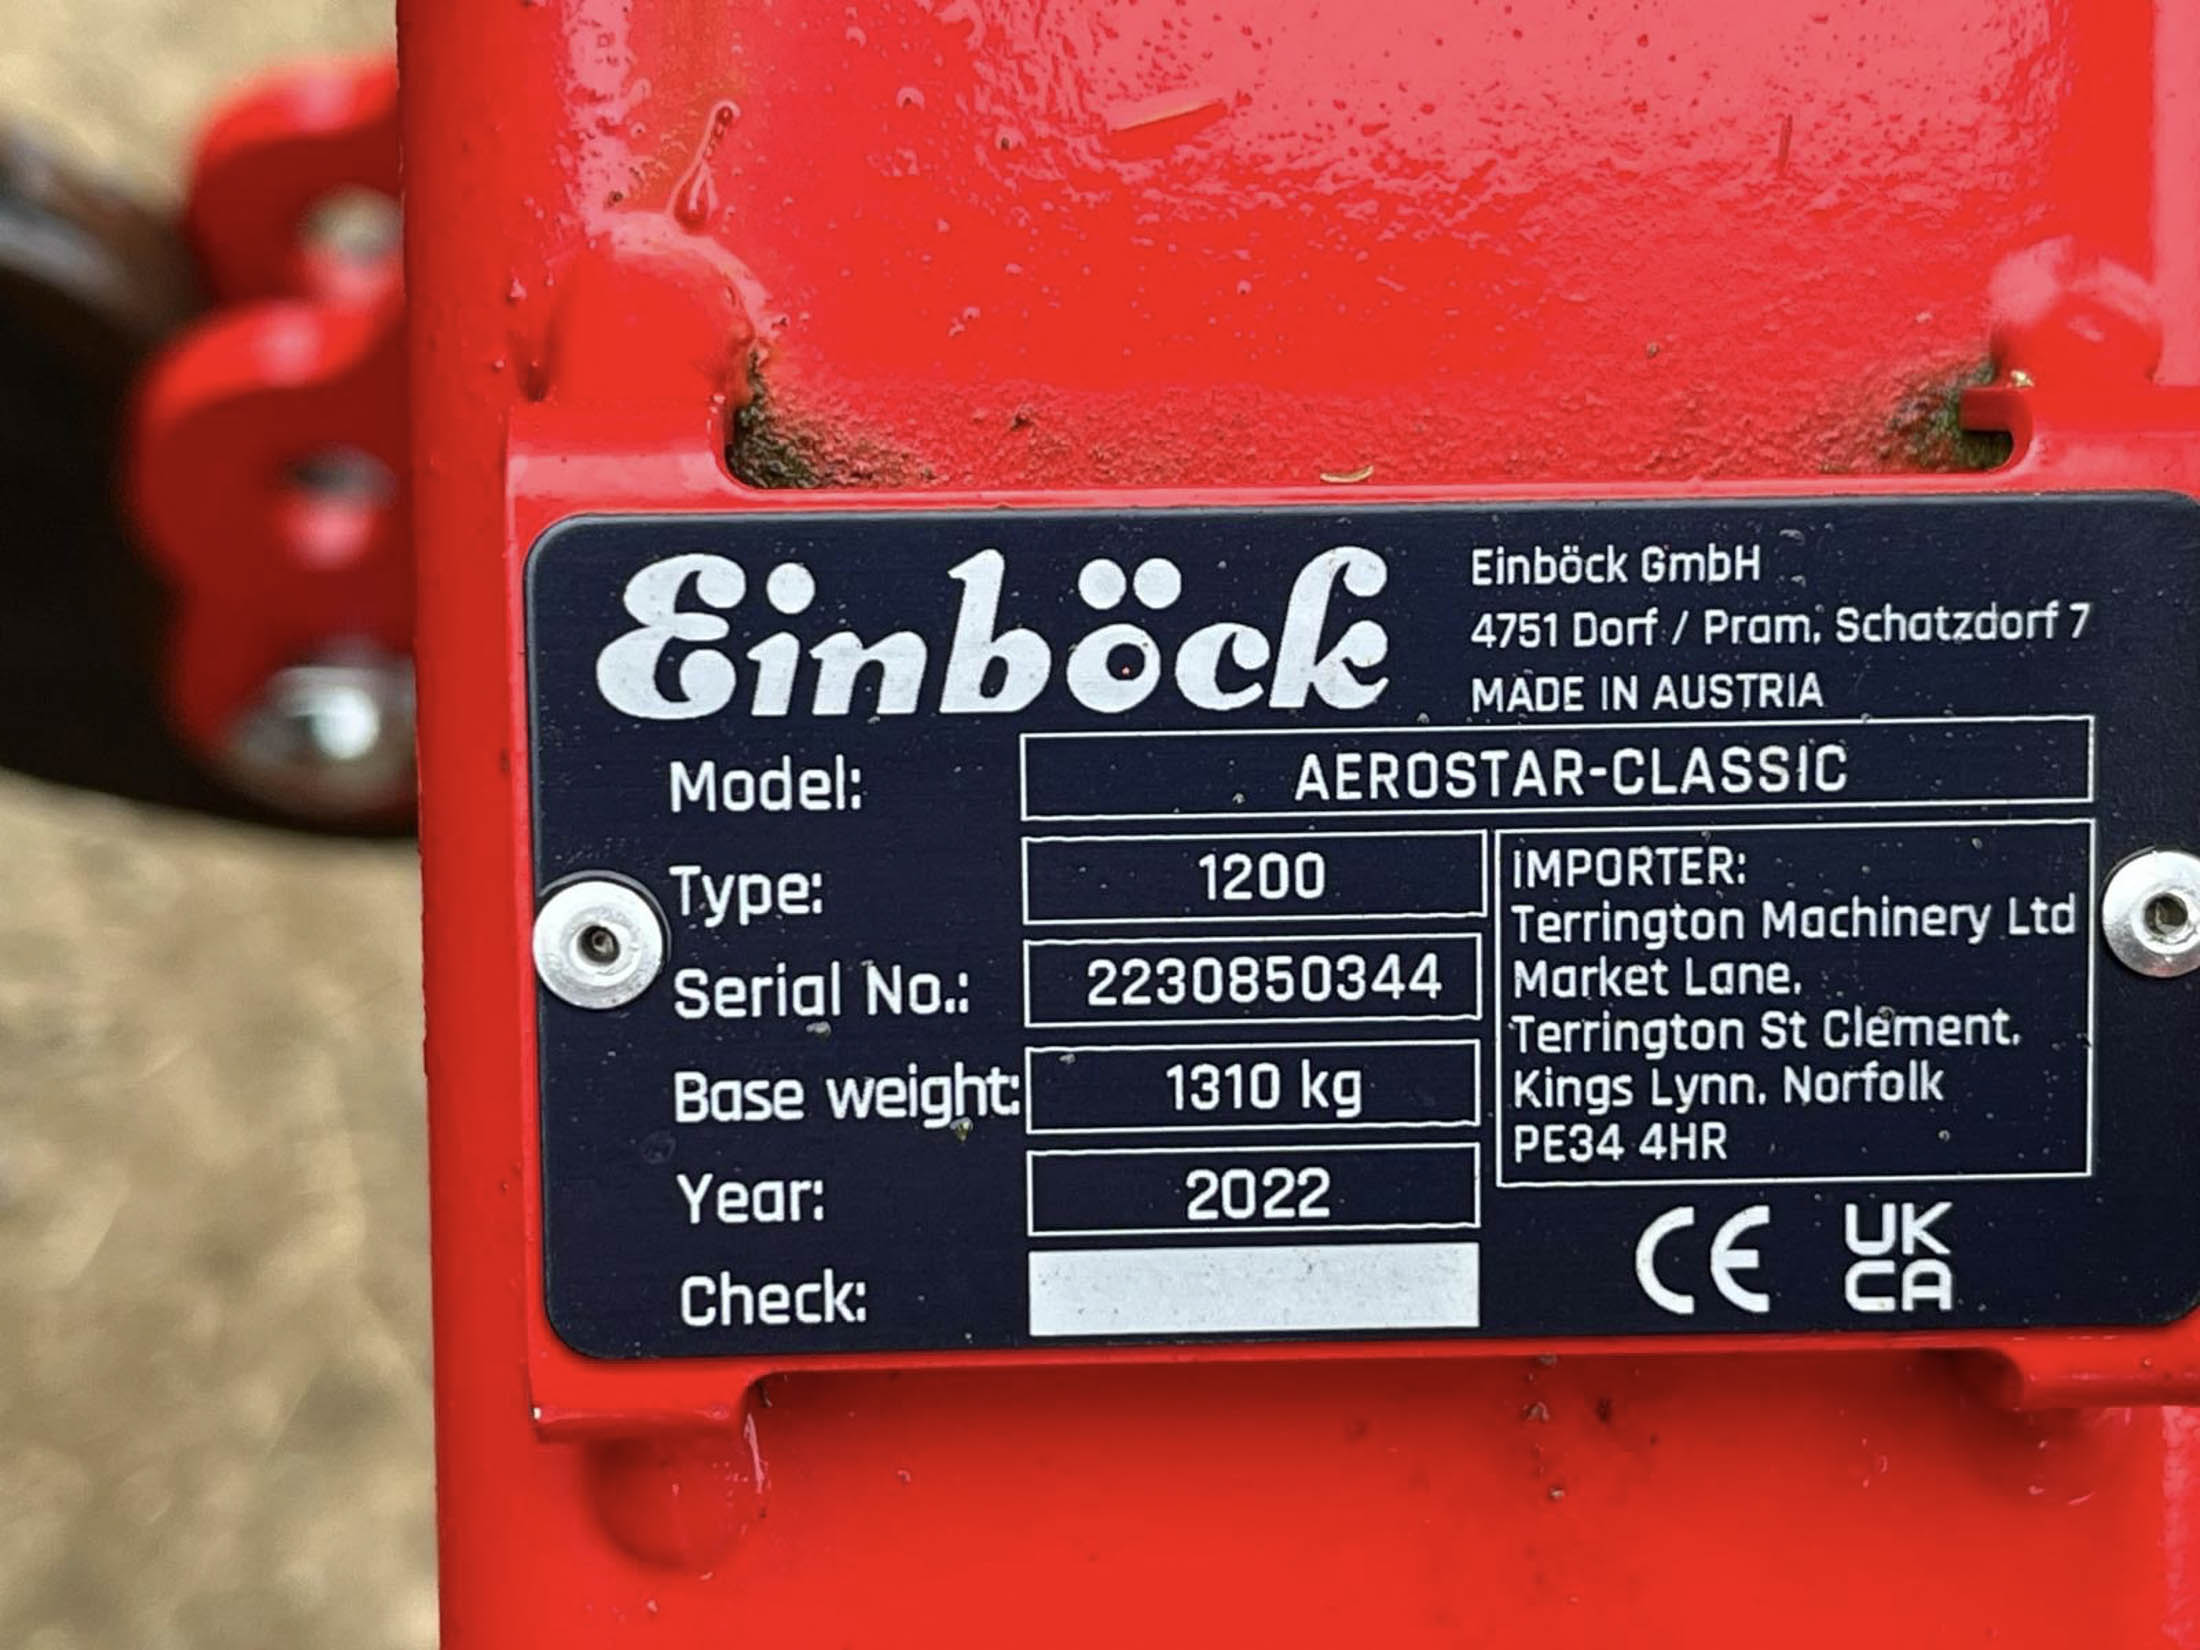 Einböck
Einböck GmbH
4751 Dorf / Pram, Schatzdorf 7
MADE IN AUSTRIA
Model: AEROSTAR-CLASSIC
Type: 1200
Serial No.: 2230850344
Base weight: 1310 kg
Year: 2022
Check:
IMPORTER:
Terrington Machinery Ltd
Market Lane,
Terrington St Clement,
Kings Lynn, Norfolk
PE34 4HR
CE
UK
CA